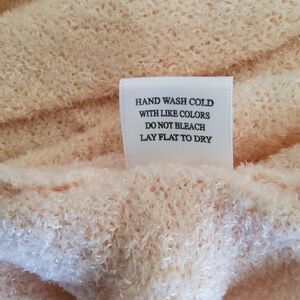 HAND WASH COLD
WITH LIKE COLORS
DO NOT BLEACH
LAY FLAT TO DRY